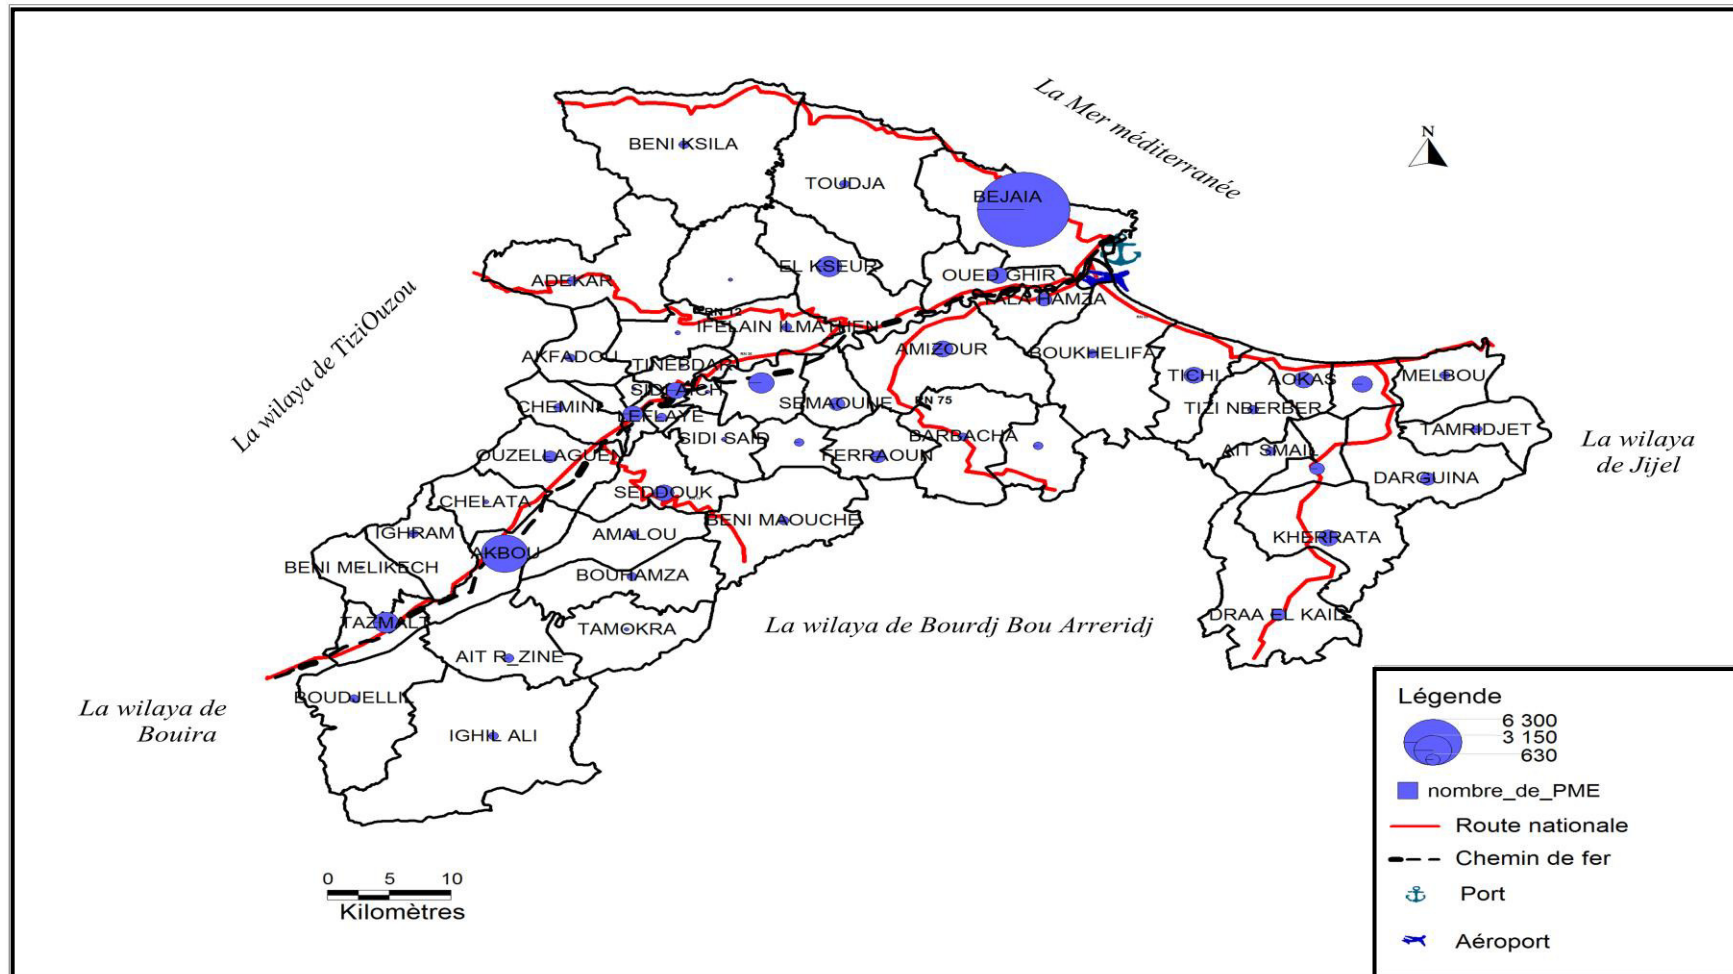 La Mer méditerranée
N
BENI KSILA
TOUDJA
BEJAIA
ADEKAR
EL KSEUR
OUED GHIR
TALA HAMZA
La wilaya de TiziOuzou
RN 12
IFELAIN ILMATHEN
AKFADOU
TINEBDAR
AMIZOUR
BOUKHELIFA
TICHI
AOKAS
MELBOU
SIDI AICH
CHEMINI
LEFLAYE
SEMAOUNE
RN 75
TIZI NBERBER
TAMRIDJET
La wilaya
de Jijel
OUZELLAGUEN
SIDI SAID
FERRAOUN
BARBACHA
AIT SMAIL
DARGUINA
CHELATA
SEDDOUK
BENI MAOUCHE
IGHRAM
AKBOU
AMALOU
KHERRATA
BENI MELIKECH
BOUHAMZA
TAZMALT
TAMOKRA
La wilaya de Bourdj Bou Arreridj
DRAA EL KAID
AIT R_ZINE
BOUDJELLIL
La wilaya de
Bouira
IGHIL ALI
0 5 10
Kilomètres
Légende
6 300
3 150
630
nombre_de_PME
Route nationale
Chemin de fer
Port
Aéroport